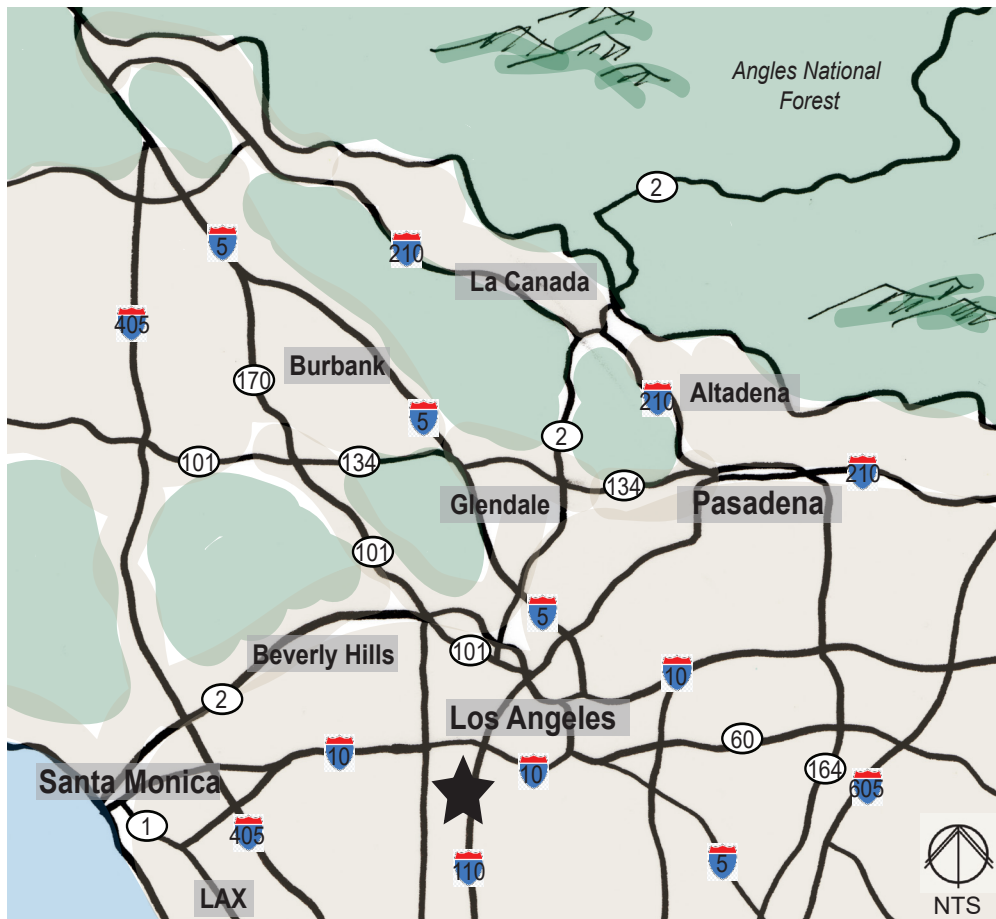 Angles National
Forest
2
5
210
La Canada
405
Burbank
170
210
Altadena
5
2
101
134
134
210
Glendale
Pasadena
101
5
Beverly Hills
101
10
2
Los Angeles
60
10
10
164
Santa Monica
605
1
405
110
5
LAX
NTS